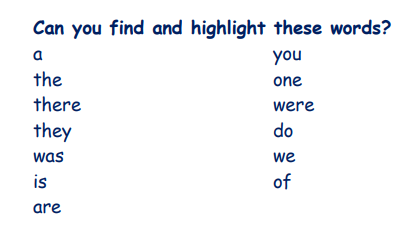 Can you find and highlight these words?
a you
the one
there were
they do
was we
is of
are